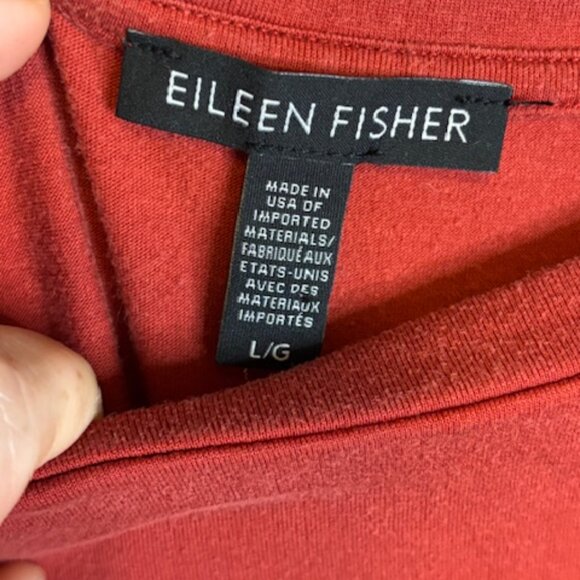 EILEEN FISHER
MADE IN
USA OF
IMPORTED
MATERIALS/
FABRIQUÉ AUX
ETATS-UNIS
AVEC DES
MATERIAUX
IMPORTÉS
L/G